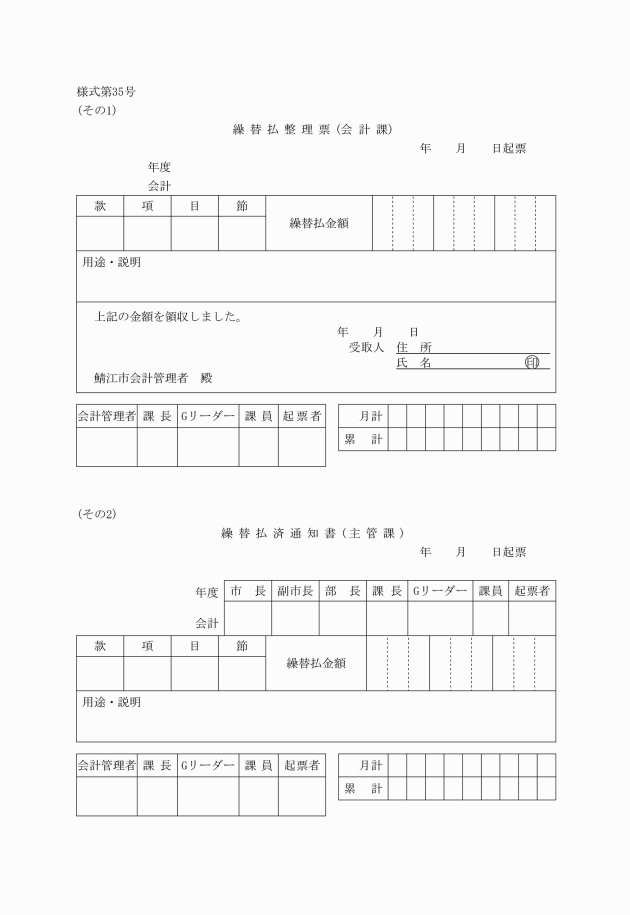 様式第35号
(その1)
繰替払整理票(会計課)
年　月　日起票
年度
会計
款　項　目　節　繰替払金額
用途・説明
上記の金額を領収しました。
年　月　日
受取人　住　所
氏　名　印
鯖江市会計管理者　殿
会計管理者　課長　Gリーダー　課員　起票者　月計
累　計
(その2)
繰替払済通知書(主管課)
年　月　日起票
年度　市　長　副市長　部　長　課長　Gリーダー　課員　起票者
会計
款　項　目　節　繰替払金額
用途・説明
会計管理者　課長　Gリーダー　課員　起票者　月計
累　計